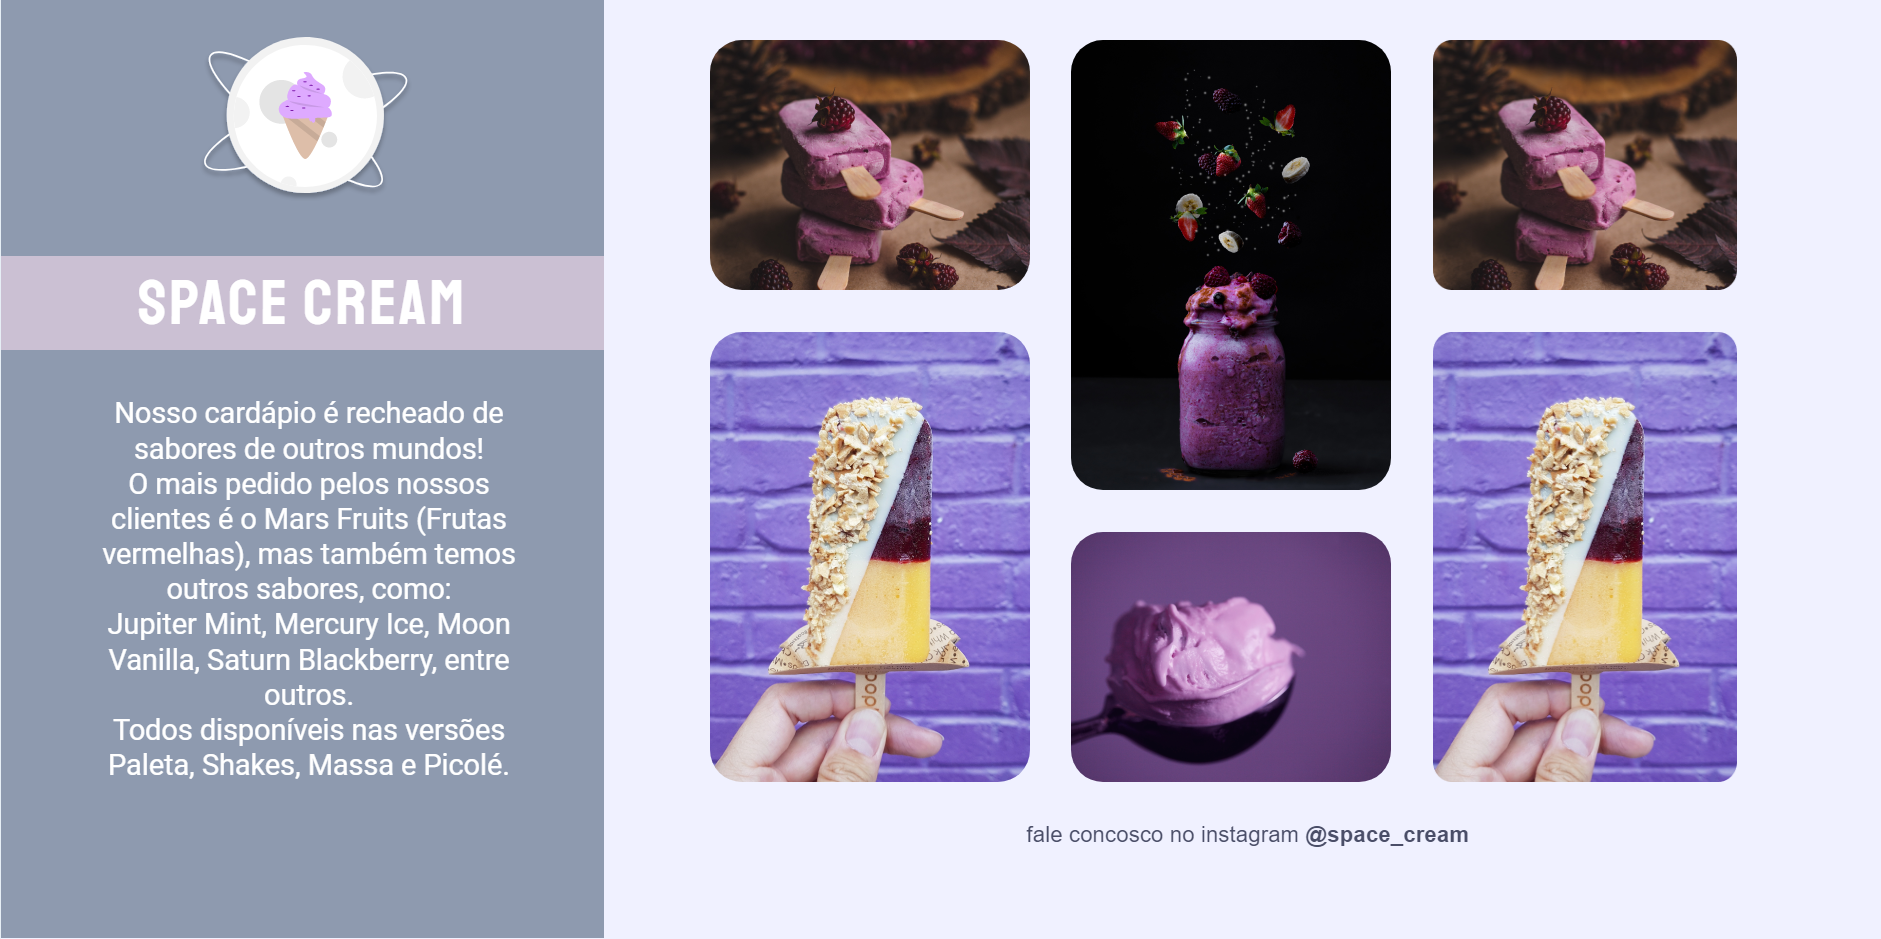 SPACE CREAM
Nosso cardápio é recheado de
sabores de outros mundos!
O mais pedido pelos nossos
clientes é o Mars Fruits (Frutas
vermelhas), mas também temos
outros sabores, como:
Jupiter Mint, Mercury Ice, Moon
Vanilla, Saturn Blackberry, entre
outros.
Todos disponíveis nas versões
Paleta, Shakes, Massa e Picolé.
fale concosco no instagram @space_cream